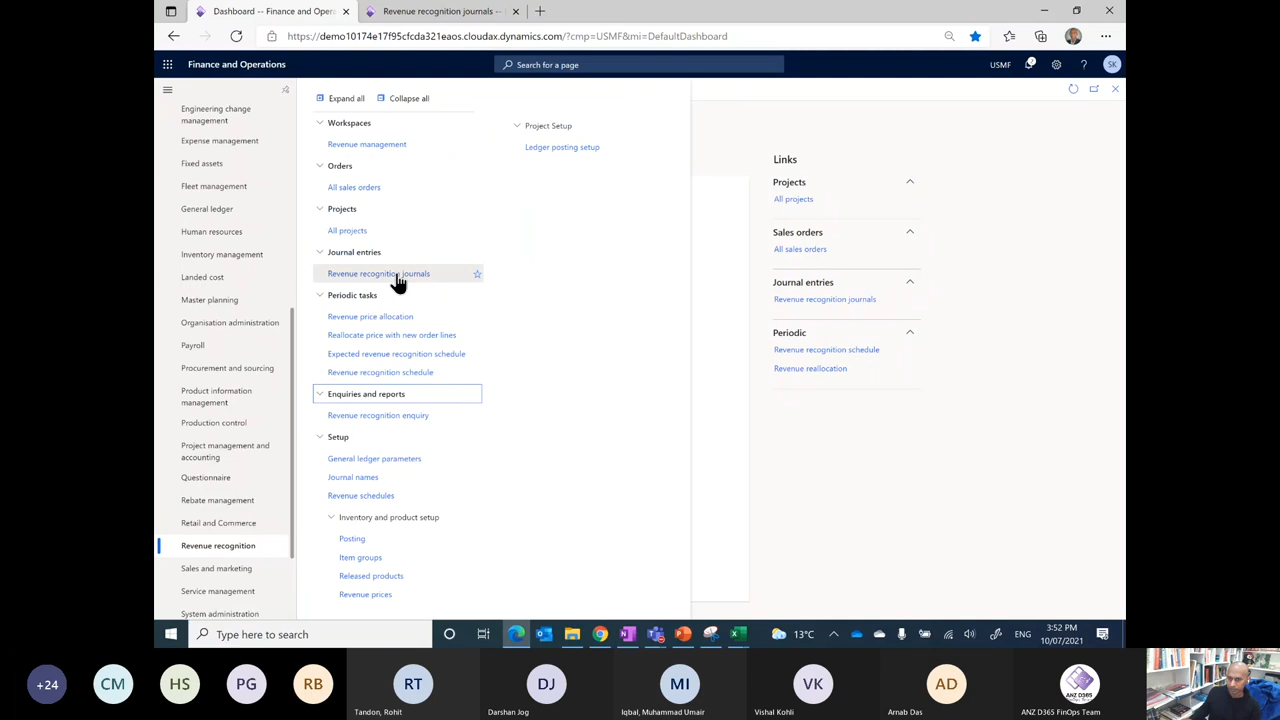 Dashboard -- Finance and Opera
Revenue recognition journals --
https://demo10174e17f95cfcda321eaos.cloudax.dynamics.com/?cmp=USMF&mi=DefaultDashboard
Finance and Operations
Search for a page
USMF
SK
Expand all
Collapse all
Engineering change
management
Expense management
Fixed assets
Fleet management
General ledger
Human resources
Inventory management
Landed cost
Master planning
Organisation administration
Payroll
Procurement and sourcing
Product information
management
Production control
Project management and
accounting
Questionnaire
Rebate management
Retail and Commerce
Revenue recognition
Sales and marketing
Service management
System administration
Workspaces
Revenue management
Orders
All sales orders
Projects
All projects
Journal entries
Revenue recognition journals
Periodic tasks
Revenue price allocation
Reallocate price with new order lines
Expected revenue recognition schedule
Revenue recognition schedule
Enquiries and reports
Revenue recognition enquiry
Setup
General ledger parameters
Journal names
Revenue schedules
Inventory and product setup
Posting
Item groups
Released products
Revenue prices
Project Setup
Ledger posting setup
Links
Projects
All projects
Sales orders
All sales orders
Journal entries
Revenue recognition journals
Periodic
Revenue recognition schedule
Revenue reallocation
Type here to search
13°C
ENG
3:52 PM
10/07/2021
+24
CM
HS
PG
RB
RT
Tandon, Rohit
DJ
Darshan Jog
MI
Iqbal, Muhammad Umair
VK
Vishal Kohli
AD
Arnab Das
ANZ D365
ANZ D365 FinOps Team